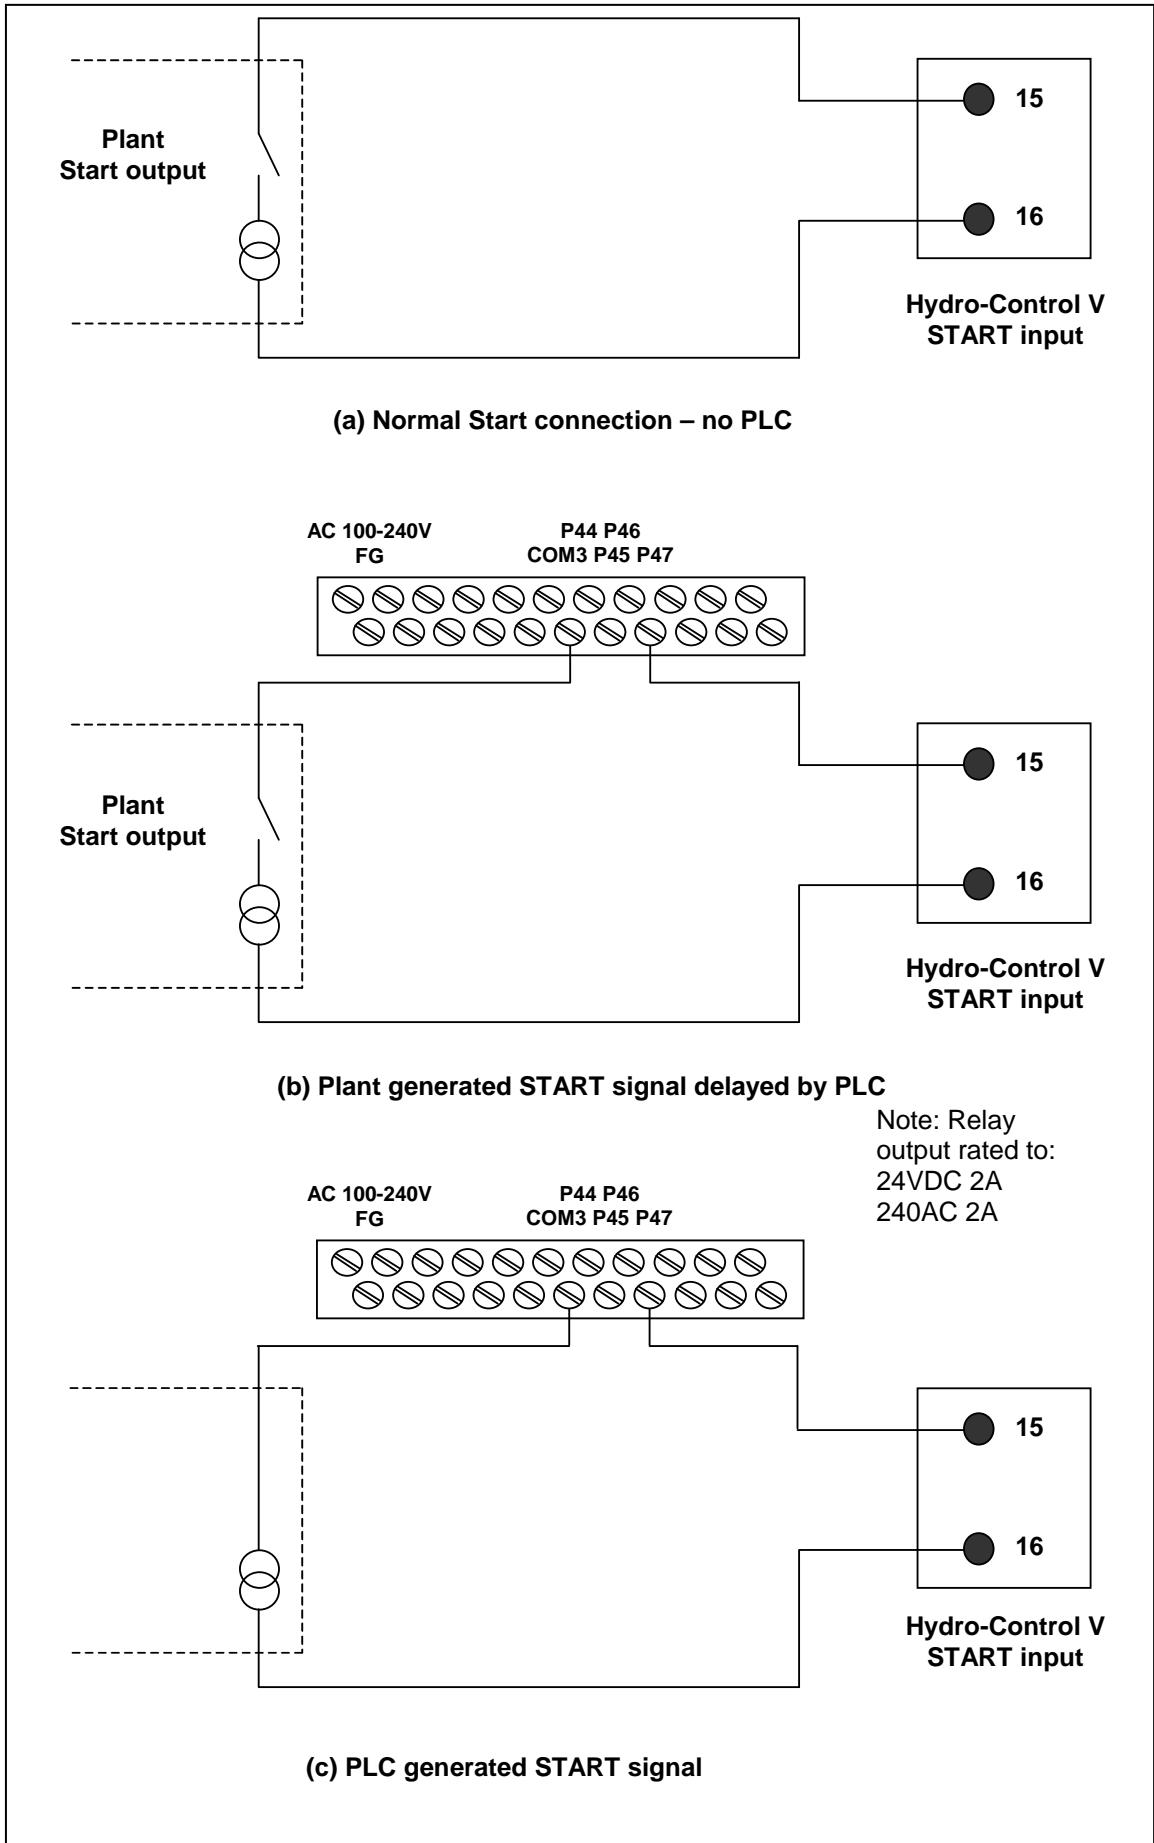 Plant
Start output
15
16
Hydro-Control V
START input
(a) Normal Start connection – no PLC
AC 100-240V
FG
P44 P46
COM3 P45 P47
Plant
Start output
15
16
Hydro-Control V
START input
(b) Plant generated START signal delayed by PLC
Note: Relay
output rated to:
24VDC 2A
240AC 2A
AC 100-240V
FG
P44 P46
COM3 P45 P47
15
16
Hydro-Control V
START input
(c) PLC generated START signal